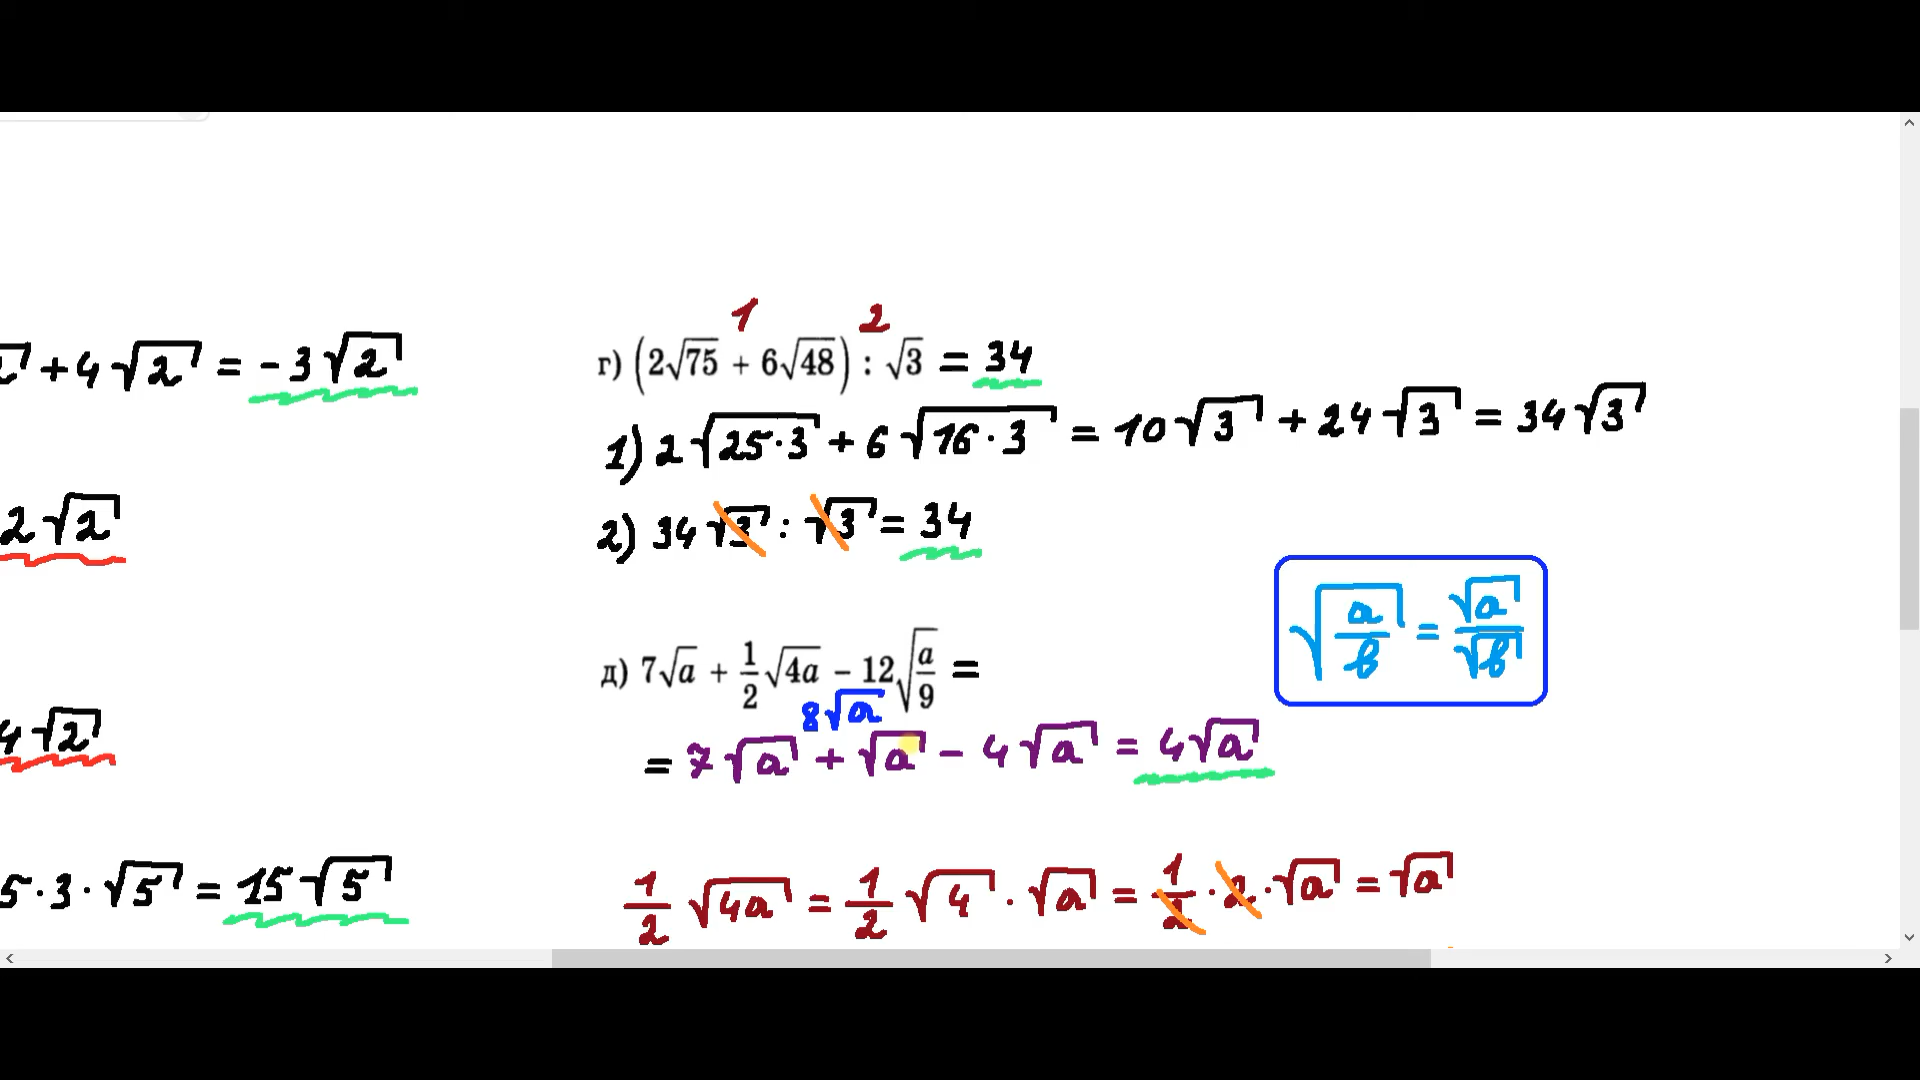 + 4√2 = -3√2
2√2
4√2
5·3·√5 = 15√5
1 2
г) (2√75 + 6√48) : √3 = 34
1) 2√25·3 + 6√16·3 = 10√3 + 24√3 = 34√3
2) 34√3 : √3 = 34
√a/b = √a/√b
д) 7√a + 1/2√4a - 12√a/9 =
8√a
= 7√a + √a - 4√a = 4√a
1/2 √4a = 1/2 √4 · √a = 1/2 · 2 · √a = √a